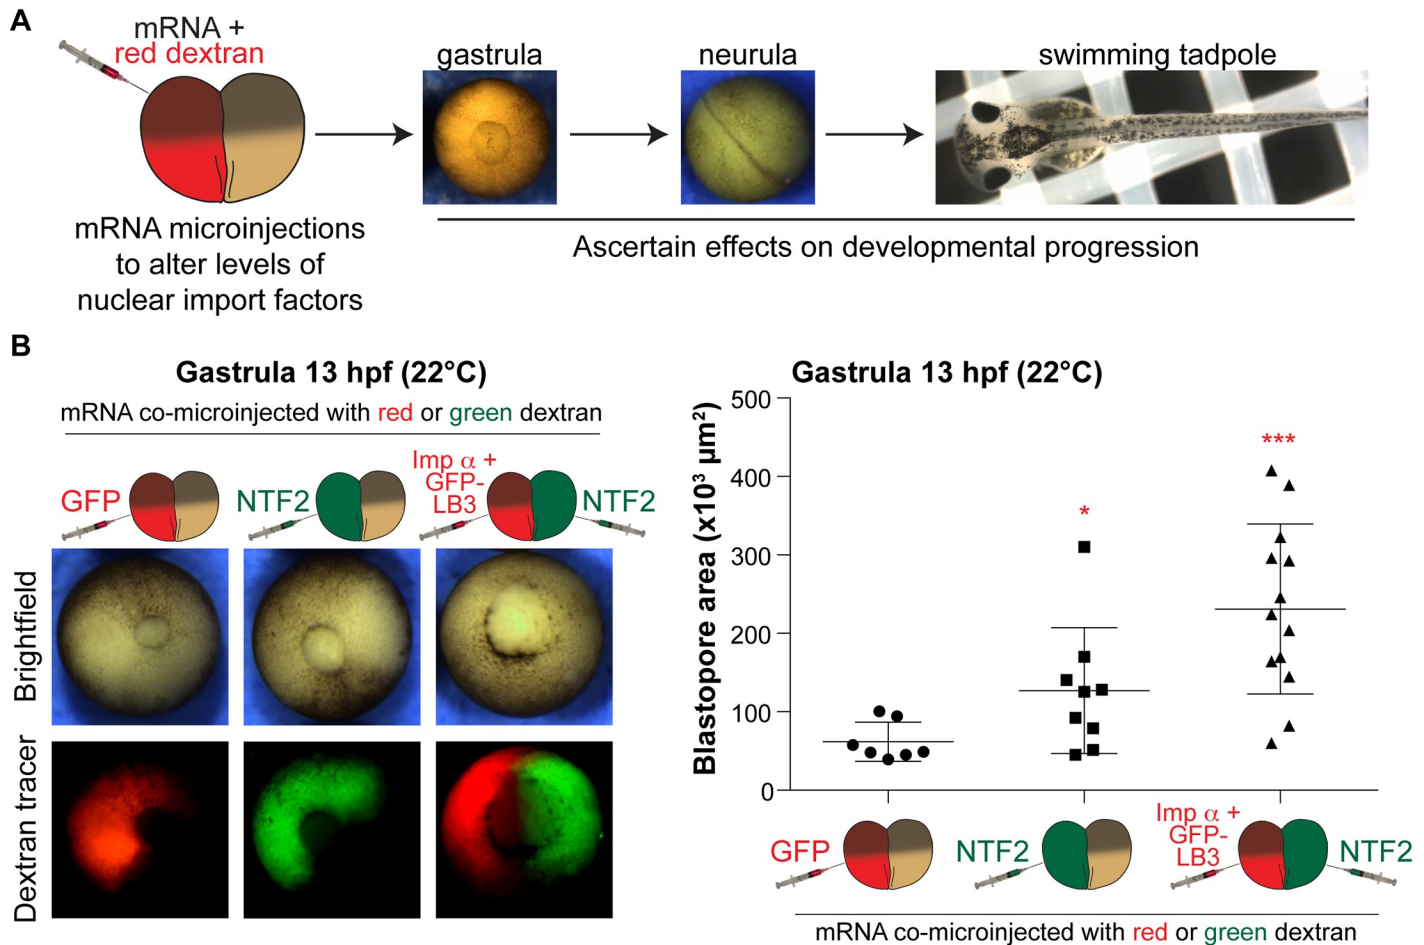 A
mRNA +
red dextran
gastrula
neurula
swimming tadpole
mRNA microinjections
to alter levels of
nuclear import factors
Ascertain effects on developmental progression
B
Gastrula 13 hpf (22°C)
mRNA co-microinjected with red or green dextran
GFP
NTF2
Imp α +
GFP-
LB3
NTF2
Brightfield
Dextran tracer
Gastrula 13 hpf (22°C)
Blastopore area (x10³ µm²)
500
400
300
200
100
0
*
***
GFP
NTF2
Imp α +
GFP-
LB3
NTF2
mRNA co-microinjected with red or green dextran